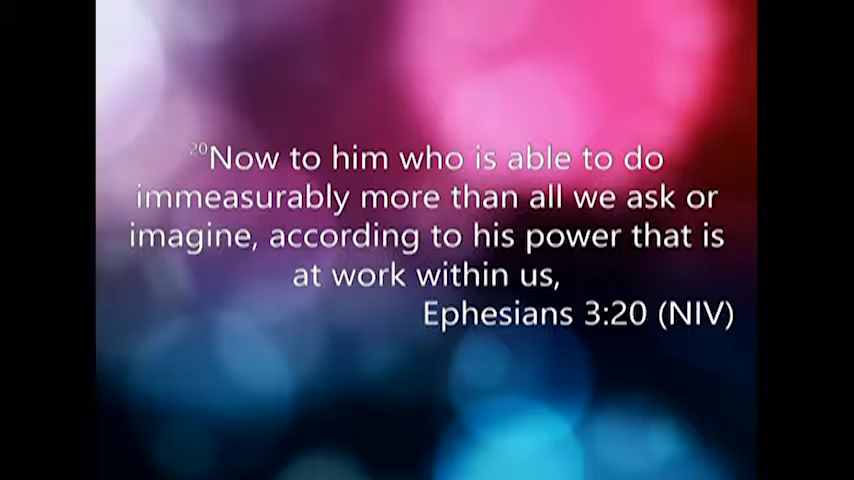 20Now to him who is able to do
immeasurably more than all we ask or
imagine, according to his power that is
at work within us,
Ephesians 3:20 (NIV)